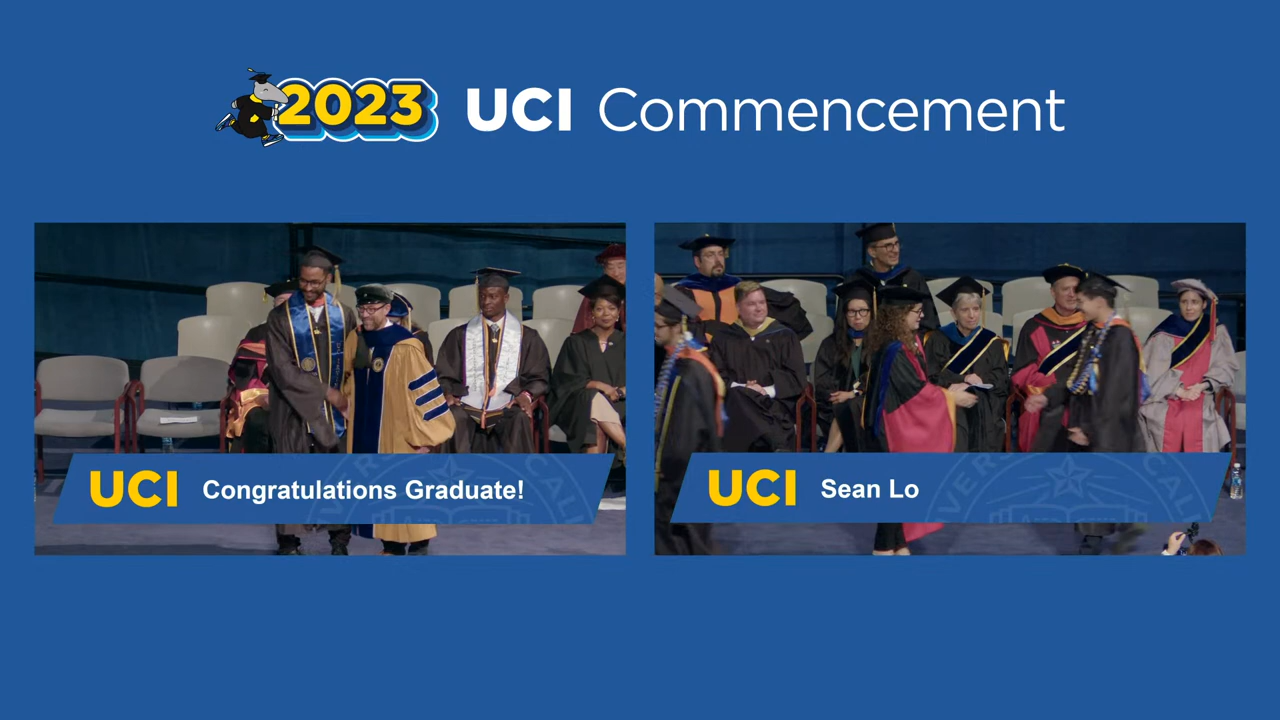 2023 UCI Commencement
UCI Congratulations Graduate!
UCI Sean Lo